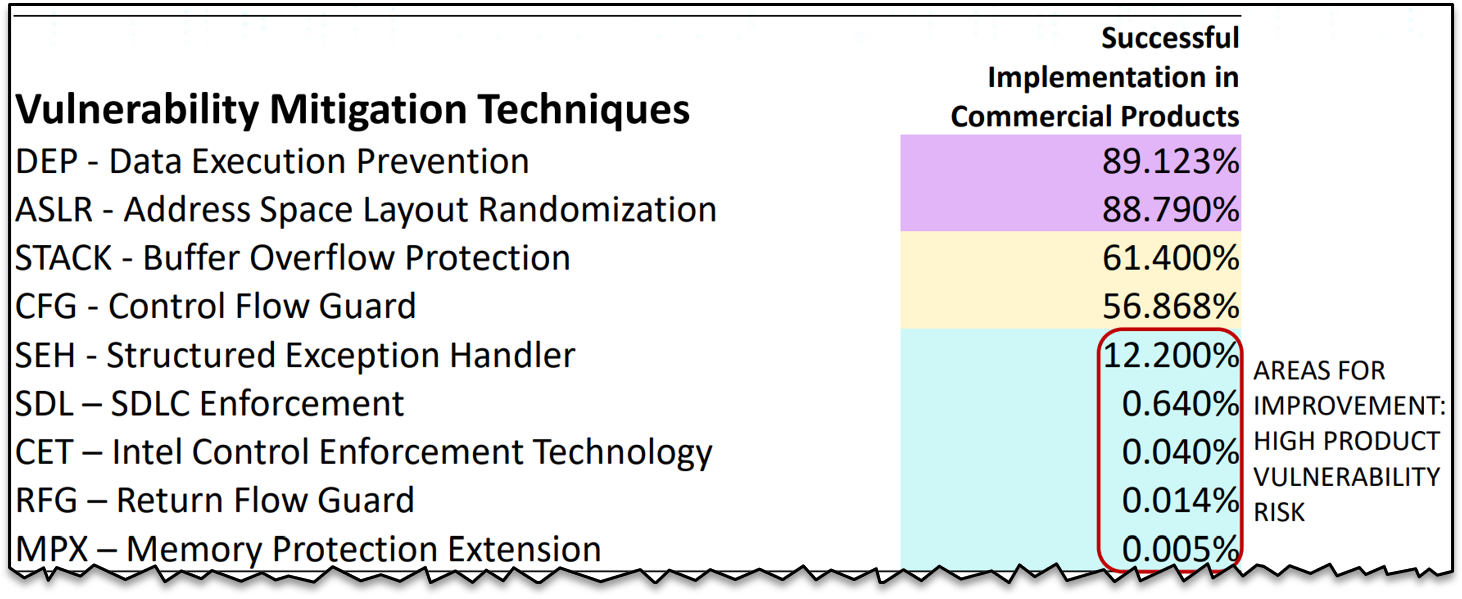 Successful
Implementation in
Vulnerability Mitigation Techniques Commercial Products
DEP - Data Execution Prevention 89.123%
ASLR - Address Space Layout Randomization 88.790%
STACK - Buffer Overflow Protection 61.400%
CFG - Control Flow Guard 56.868%
SEH - Structured Exception Handler 12.200%
SDL – SDLC Enforcement 0.640%
CET – Intel Control Enforcement Technology 0.040%
RFG – Return Flow Guard 0.014%
MPX – Memory Protection Extension 0.005%
AREAS FOR
IMPROVEMENT:
HIGH PRODUCT
VULNERABILITY
RISK